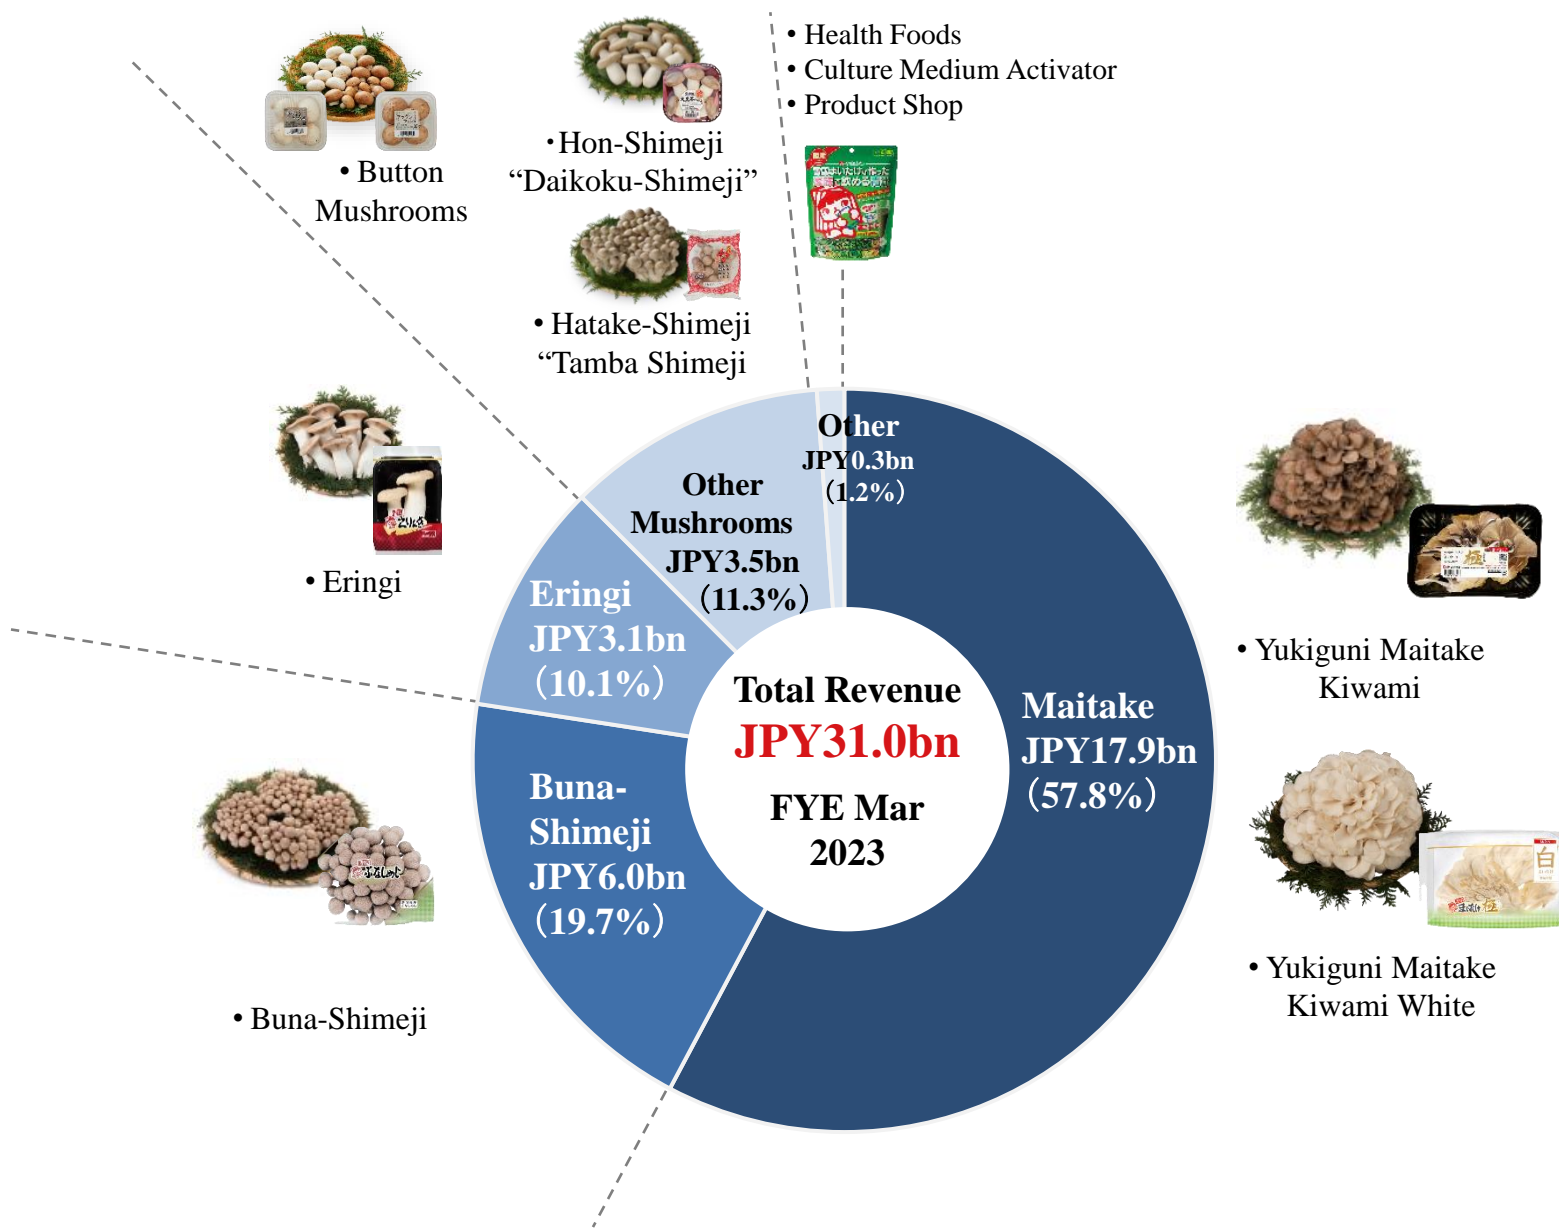 • Health Foods
• Culture Medium Activator
• Product Shop
• Button
Mushrooms
・Hon-Shimeji
“Daikoku-Shimeji”
• Hatake-Shimeji
“Tamba Shimeji
• Eringi
• Buna-Shimeji
Other
JPY0.3bn
(1.2%)
Other
Mushrooms
JPY3.5bn
(11.3%)
Eringi
JPY3.1bn
(10.1%)
Buna-
Shimeji
JPY6.0bn
(19.7%)
Total Revenue
JPY31.0bn
FYE Mar
2023
Maitake
JPY17.9bn
(57.8%)
• Yukiguni Maitake
Kiwami
極
• Yukiguni Maitake
Kiwami White
白
極